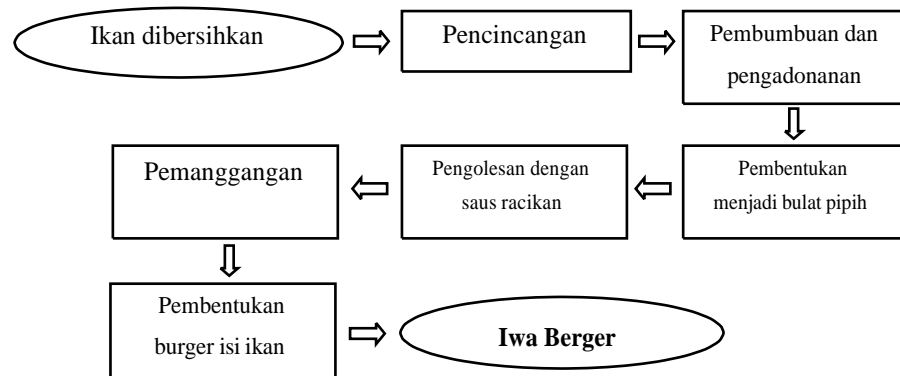 Ikan dibersihkan
Pencincangan
Pembumbuan dan
pengadonanan
Pembentukan
menjadi bulat pipih
Pengolesan dengan
saus racikan
Pemanggangan
Pembentukan
burger isi ikan
Iwa Berger